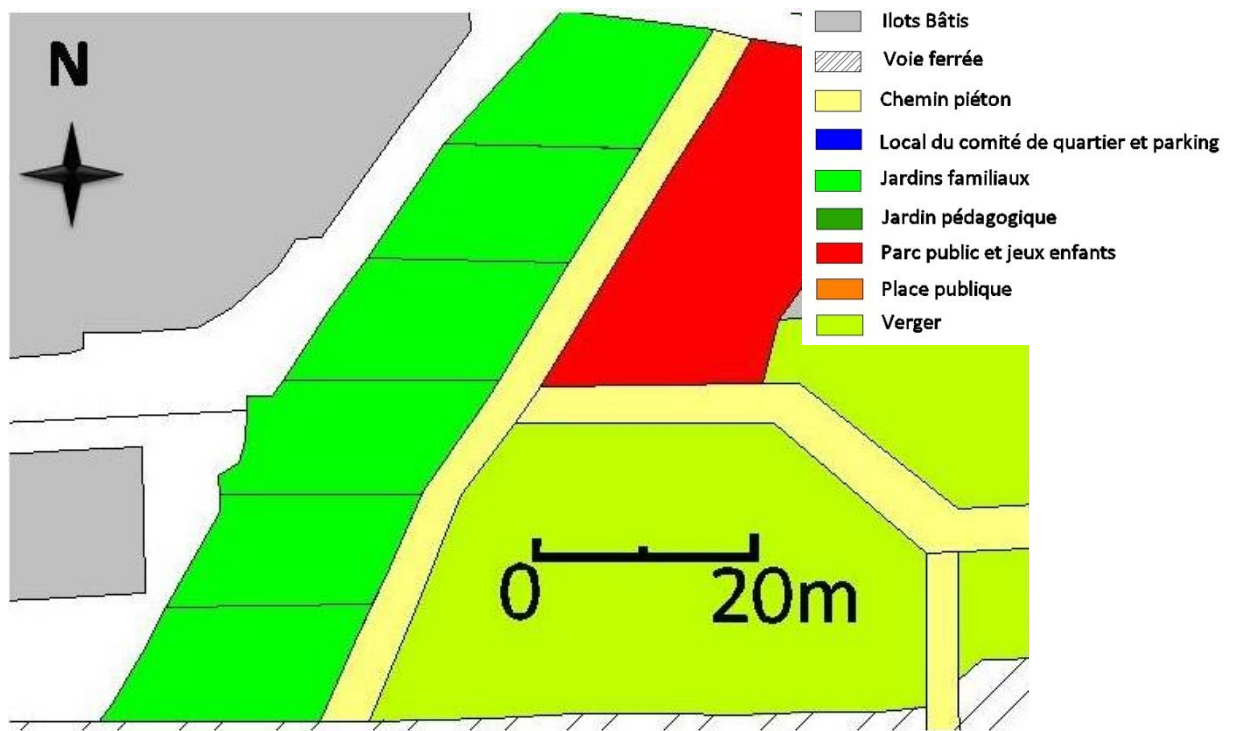 N
Ilots Bâtis
Voie ferrée
Chemin piéton
Local du comité de quartier et parking
Jardins familiaux
Jardin pédagogique
Parc public et jeux enfants
Place publique
Verger
0 20m